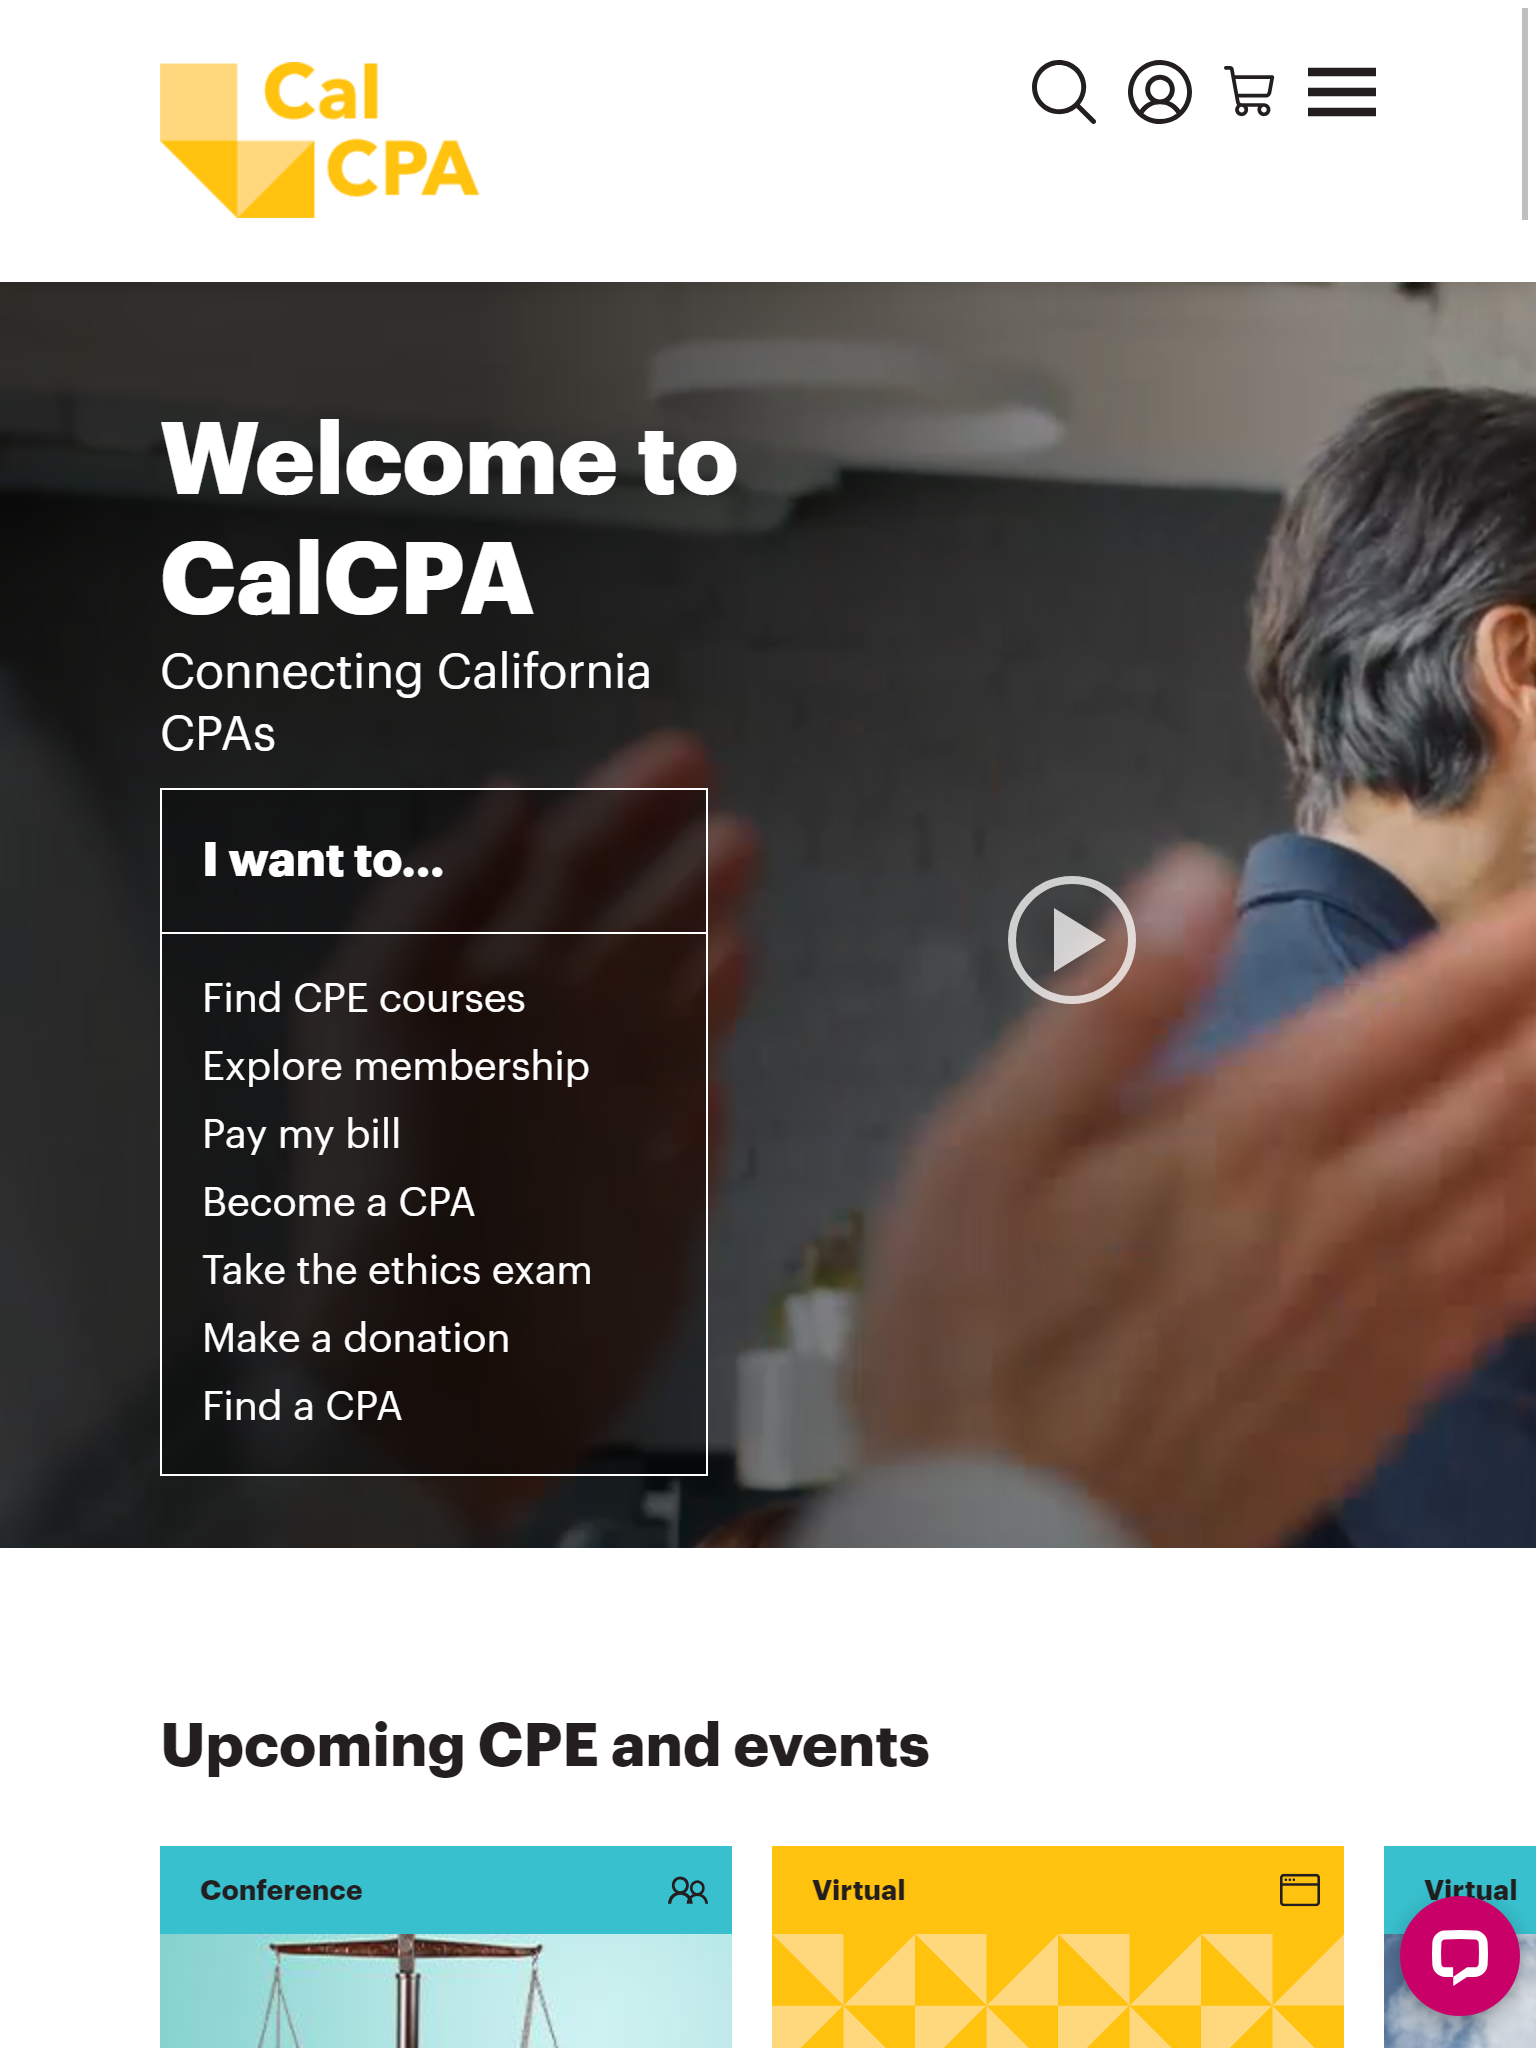 Cal
CPA
Welcome to
CalCPA
Connecting California
CPAs
I want to...
Find CPE courses
Explore membership
Pay my bill
Become a CPA
Take the ethics exam
Make a donation
Find a CPA
Upcoming CPE and events
Conference
Virtual
Virtual